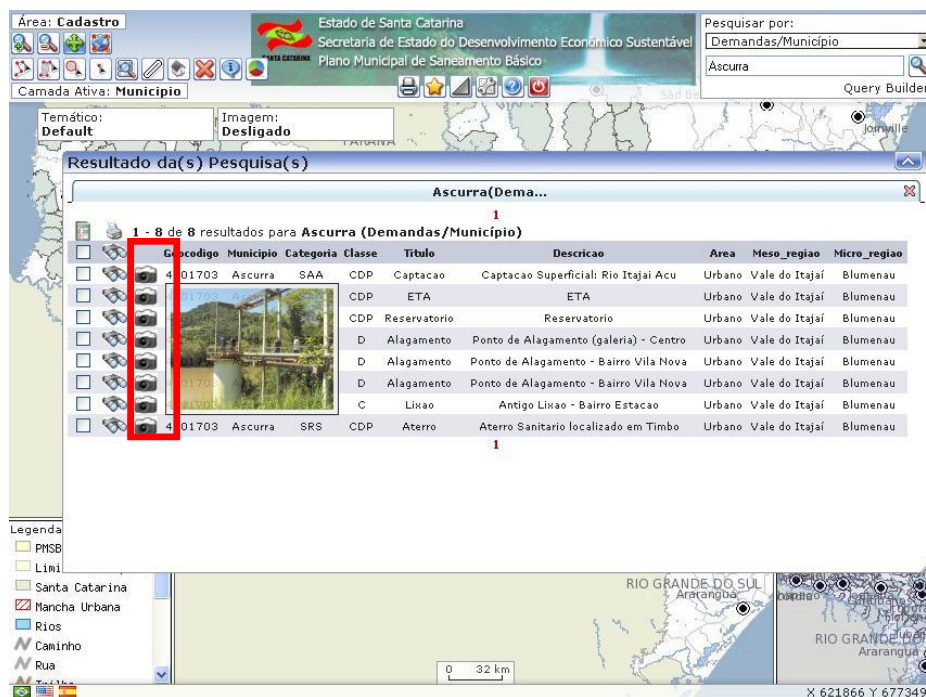 Área: Cadastro
Estado de Santa Catarina
Secretaria de Estado do Desenvolvimento Econômico Sustentável
SANTA CATARINA
Plano Municipal de Saneamento Básico
Pesquisar por:
Demandas/Município
Ascurra
Query Builder
Camada Ativa: Municipio
Temático:
Default
Imagem:
Desligado
PARANÁ
Joinville
Resultado da(s) Pesquisa(s)
Ascurra(Dema...
1
1 - 8 de 8 resultados para Ascurra (Demandas/Município)
Geocodigo Municipio Categoria Classe Titulo Descricao Area Meso_regiao Micro_regiao
4201703 Ascurra SAA CDP Captacao Captacao Superficial: Rio Itajai Acu Urbano Vale do Itajaí Blumenau
CDP ETA ETA Urbano Vale do Itajaí Blumenau
CDP Reservatorio Reservatorio Urbano Vale do Itajaí Blumenau
D Alagamento Ponto de Alagamento (galeria) - Centro Urbano Vale do Itajaí Blumenau
D Alagamento Ponto de Alagamento - Bairro Vila Nova Urbano Vale do Itajaí Blumenau
D Alagamento Ponto de Alagamento - Bairro Vila Nova Urbano Vale do Itajaí Blumenau
C Lixao Antigo Lixao - Bairro Estacao Urbano Vale do Itajaí Blumenau
4201703 Ascurra SRS CDP Aterro Aterro Sanitario localizado em Timbo Urbano Vale do Itajaí Blumenau
1
Legenda
PMSB
Limi
Santa Catarina
Mancha Urbana
Rios
Caminho
Rua
RIO GRANDE DO SUL
Araranguá
RIO GRANDE DO
Araranguá
0 32 km
X 621866 Y 677349